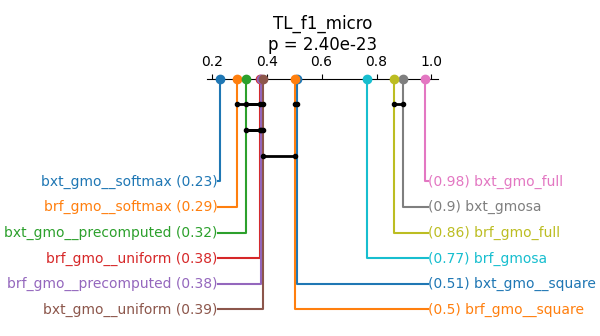 TL_f1_micro
p = 2.40e-23
0.2 0.4 0.6 0.8 1.0
bxt_gmo__softmax (0.23) (0.98) bxt_gmo_full
brf_gmo__softmax (0.29) (0.9) bxt_gmosa
bxt_gmo__precomputed (0.32) (0.86) brf_gmo_full
brf_gmo__uniform (0.38) (0.77) brf_gmosa
brf_gmo__precomputed (0.38) (0.51) bxt_gmo__square
bxt_gmo__uniform (0.39) (0.5) brf_gmo__square